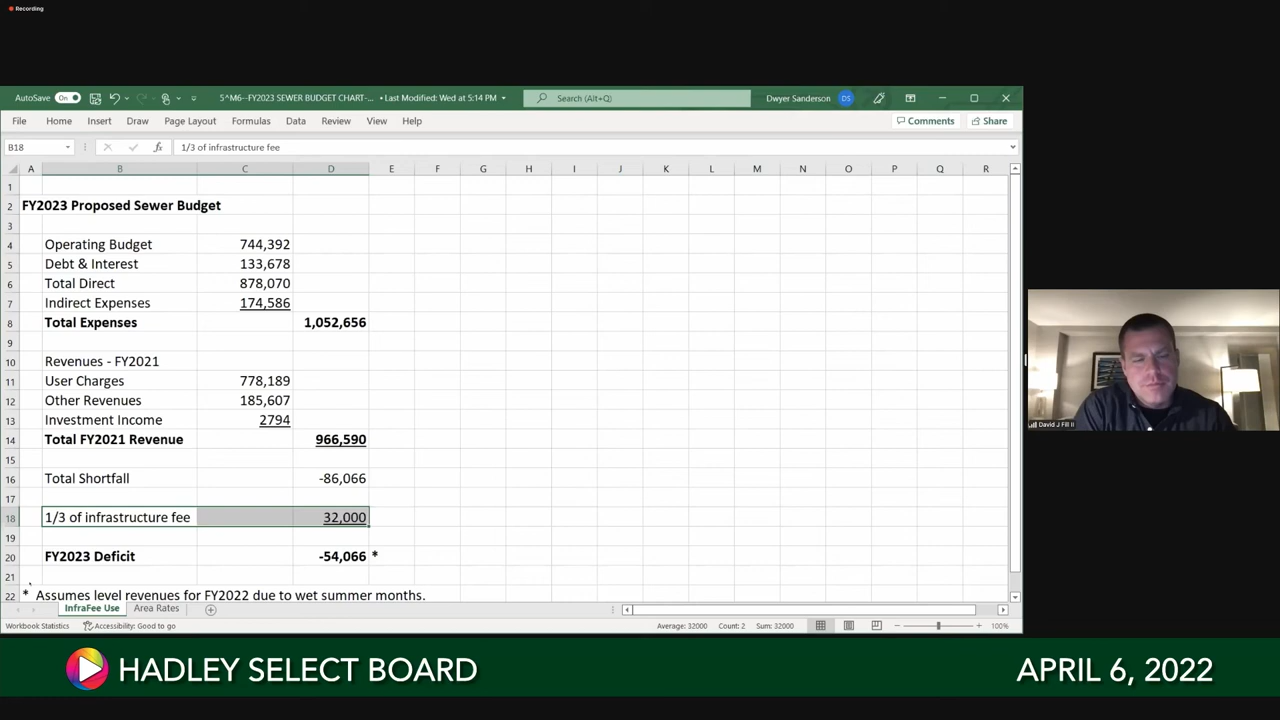 Recording
AutoSave On 5^M6--FY2023 SEWER BUDGET CHART-... • Last Modified: Wed at 5:14 PM Search (Alt+Q) Dwyer Sanderson DS
File Home Insert Draw Page Layout Formulas Data Review View Help Comments Share
B18 fx 1/3 of infrastructure fee
A B C D E F G H I J K L M N O P Q R
1
2 FY2023 Proposed Sewer Budget
3
4 Operating Budget 744,392
5 Debt & Interest 133,678
6 Total Direct 878,070
7 Indirect Expenses 174,586
8 Total Expenses 1,052,656
9
10 Revenues - FY2021
11 User Charges 778,189
12 Other Revenues 185,607
13 Investment Income 2794
14 Total FY2021 Revenue 966,590
15
16 Total Shortfall -86,066
17
18 1/3 of infrastructure fee 32,000
19
20 FY2023 Deficit -54,066 *
21
22 * Assumes level revenues for FY2022 due to wet summer months.
InfraFee Use Area Rates
Workbook Statistics Accessibility: Good to go Average: 32000 Count: 2 Sum: 32000 100%
David J Fill II
HADLEY SELECT BOARD APRIL 6, 2022